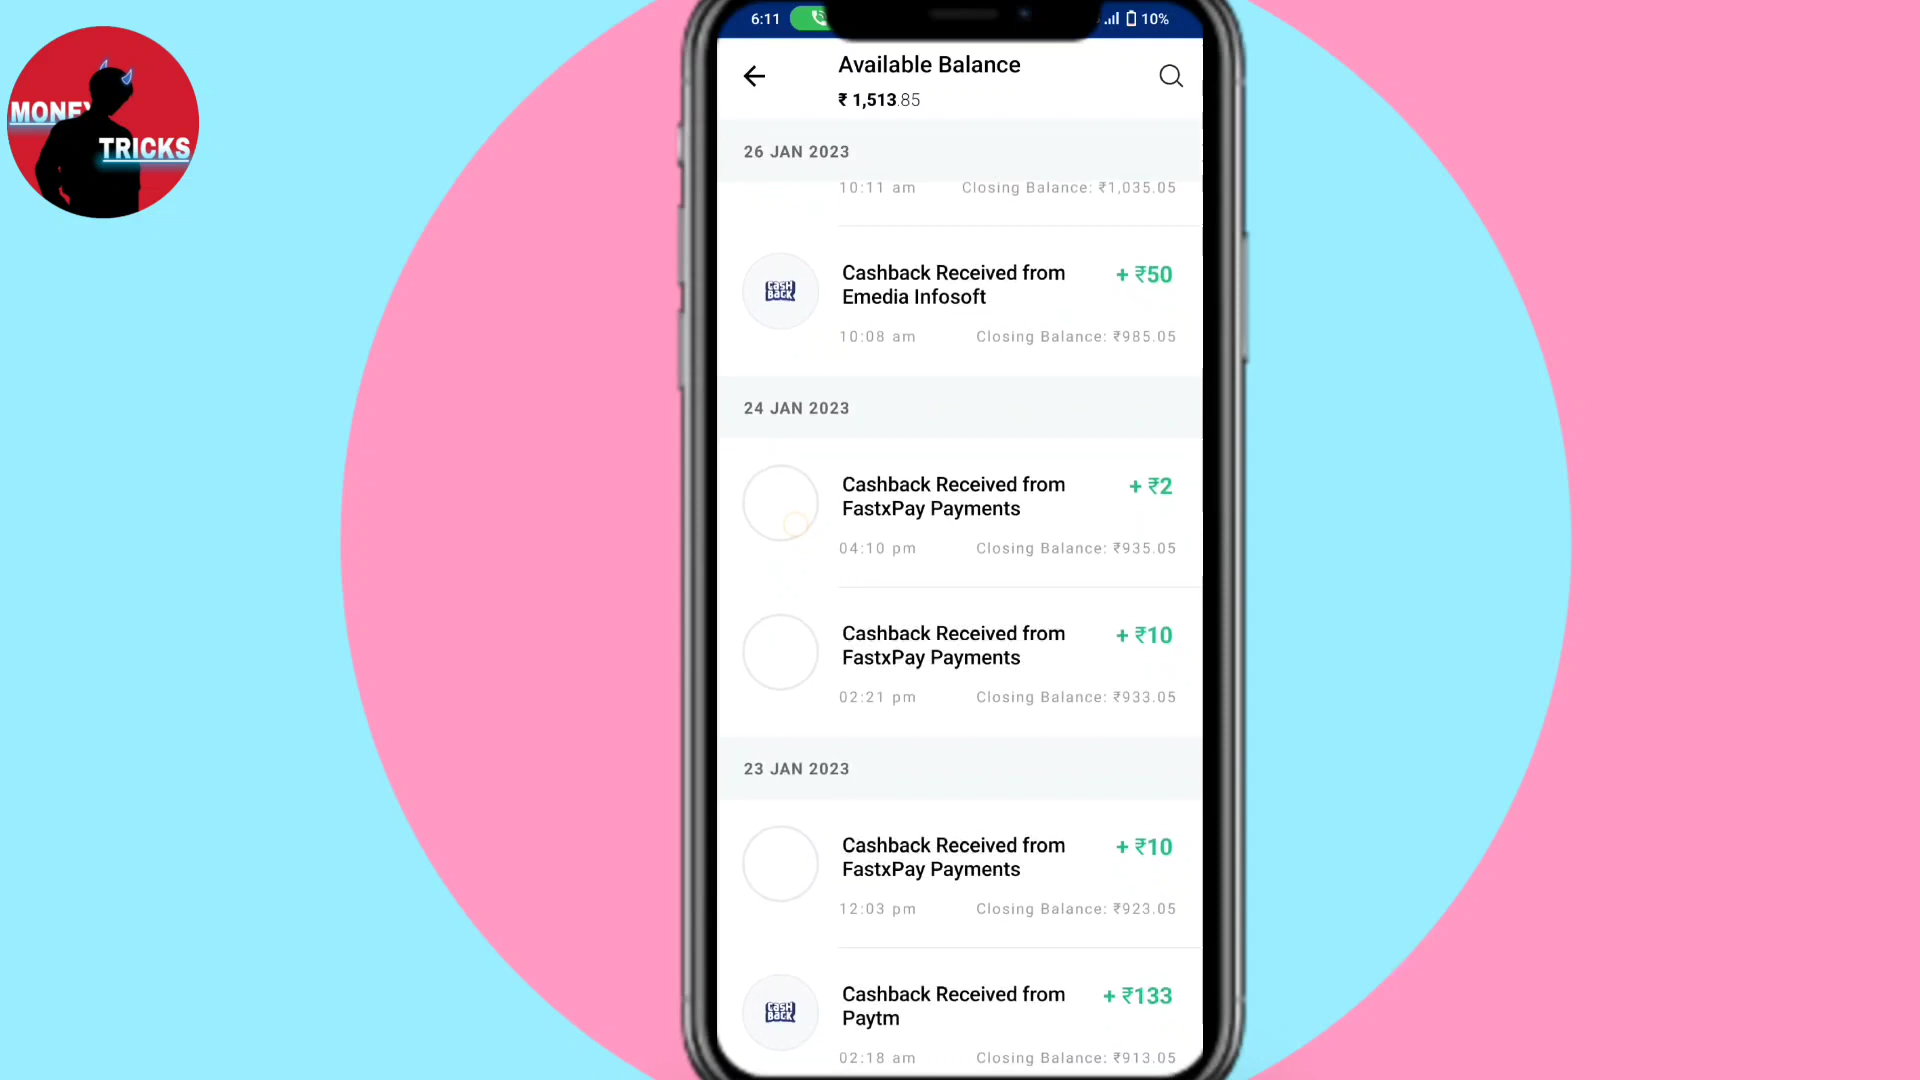 MONEY
TRICKS
6:11
10%
Available Balance
₹ 1,513.85
26 JAN 2023
10:11 am Closing Balance: ₹1,035.05
Cashback Received from + ₹50
Emedia Infosoft
CASH
BACK
10:08 am Closing Balance: ₹985.05
24 JAN 2023
Cashback Received from + ₹2
FastxPay Payments
04:10 pm Closing Balance: ₹935.05
Cashback Received from + ₹10
FastxPay Payments
02:21 pm Closing Balance: ₹933.05
23 JAN 2023
Cashback Received from + ₹10
FastxPay Payments
12:03 pm Closing Balance: ₹923.05
Cashback Received from + ₹133
Paytm
CASH
BACK
02:18 am Closing Balance: ₹913.05